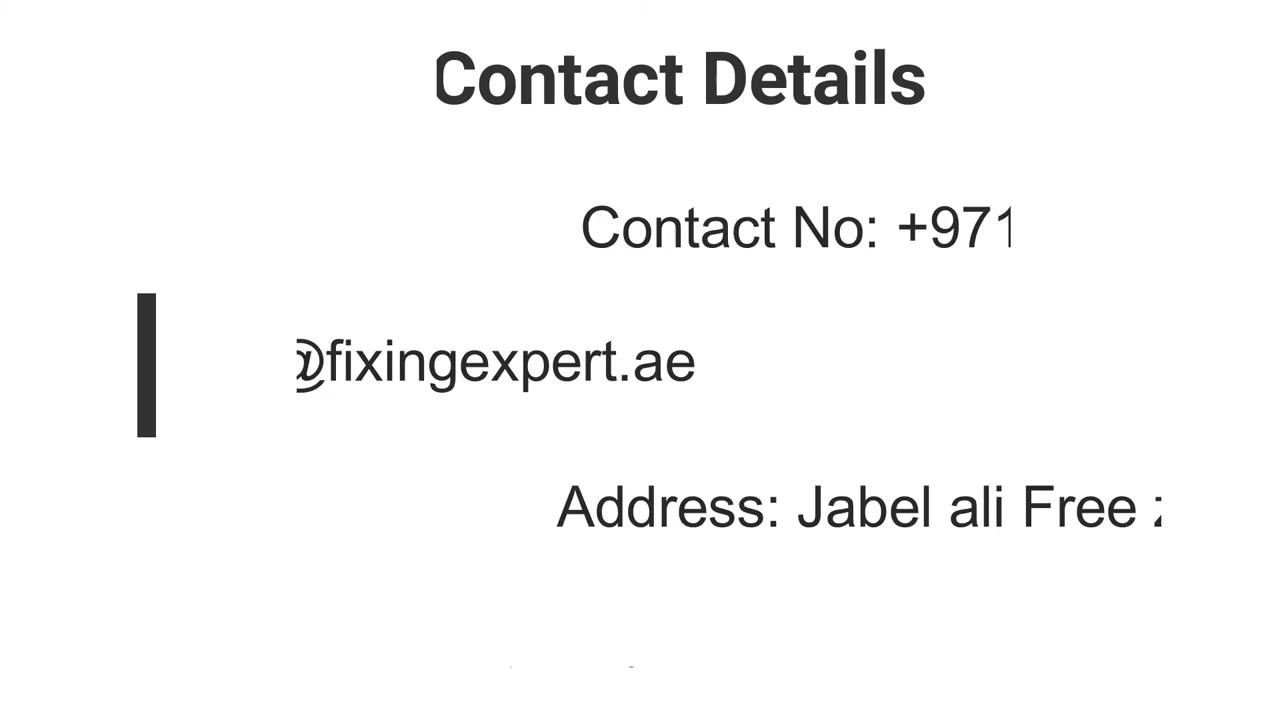 Contact Details
Contact No: +971
@fixingexpert.ae
Address: Jabel ali Free